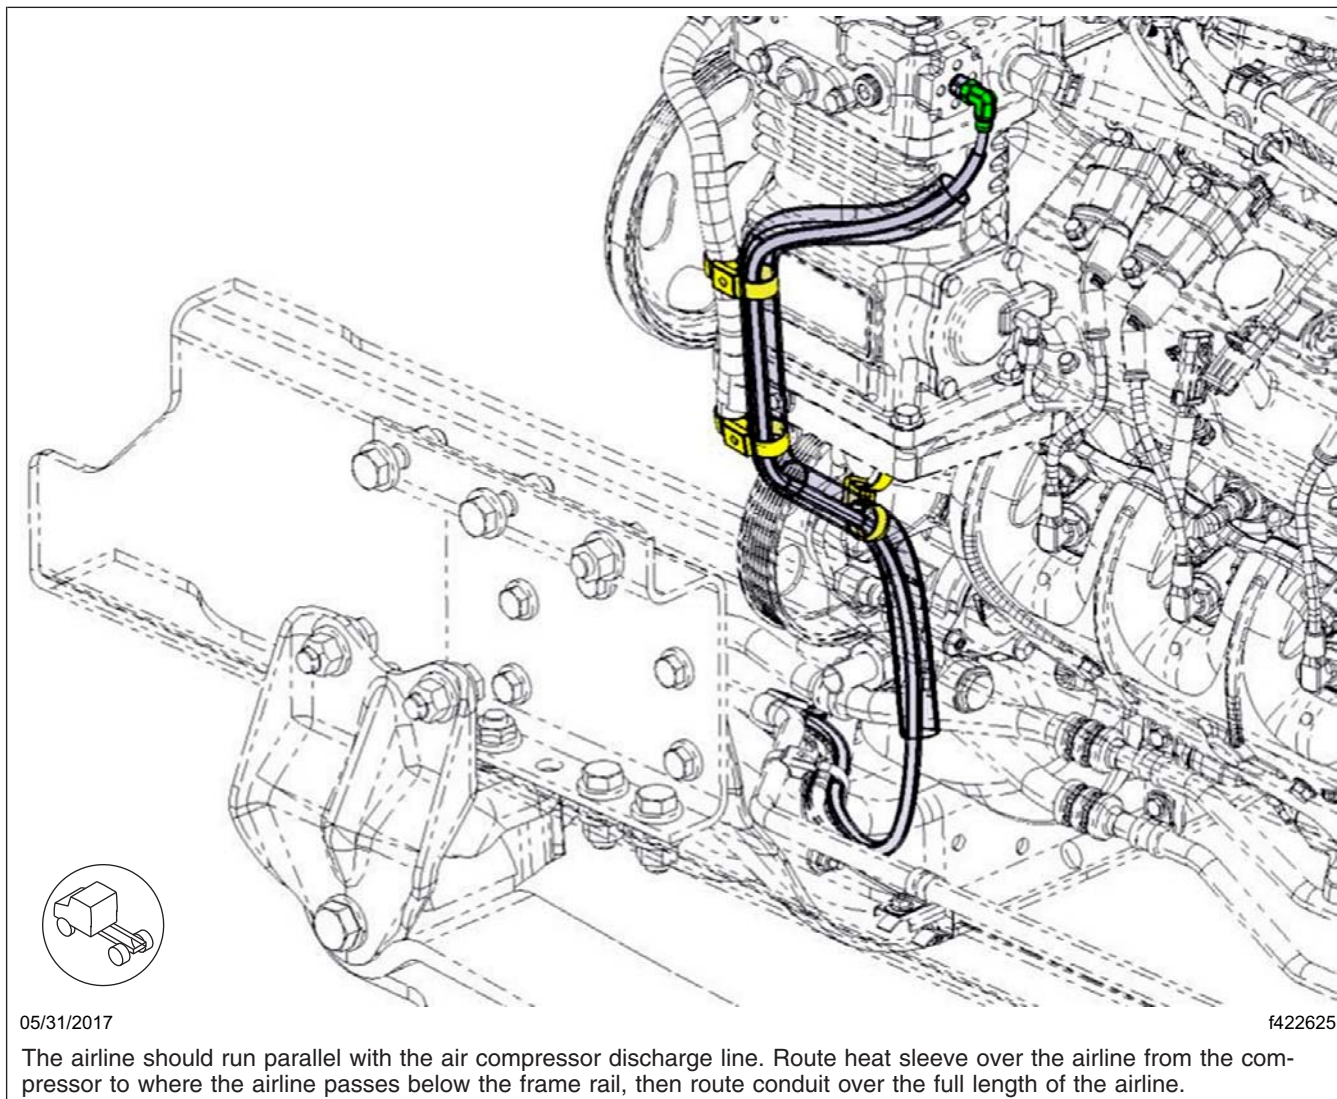 05/31/2017
f422625
The airline should run parallel with the air compressor discharge line. Route heat sleeve over the airline from the com-
pressor to where the airline passes below the frame rail, then route conduit over the full length of the airline.